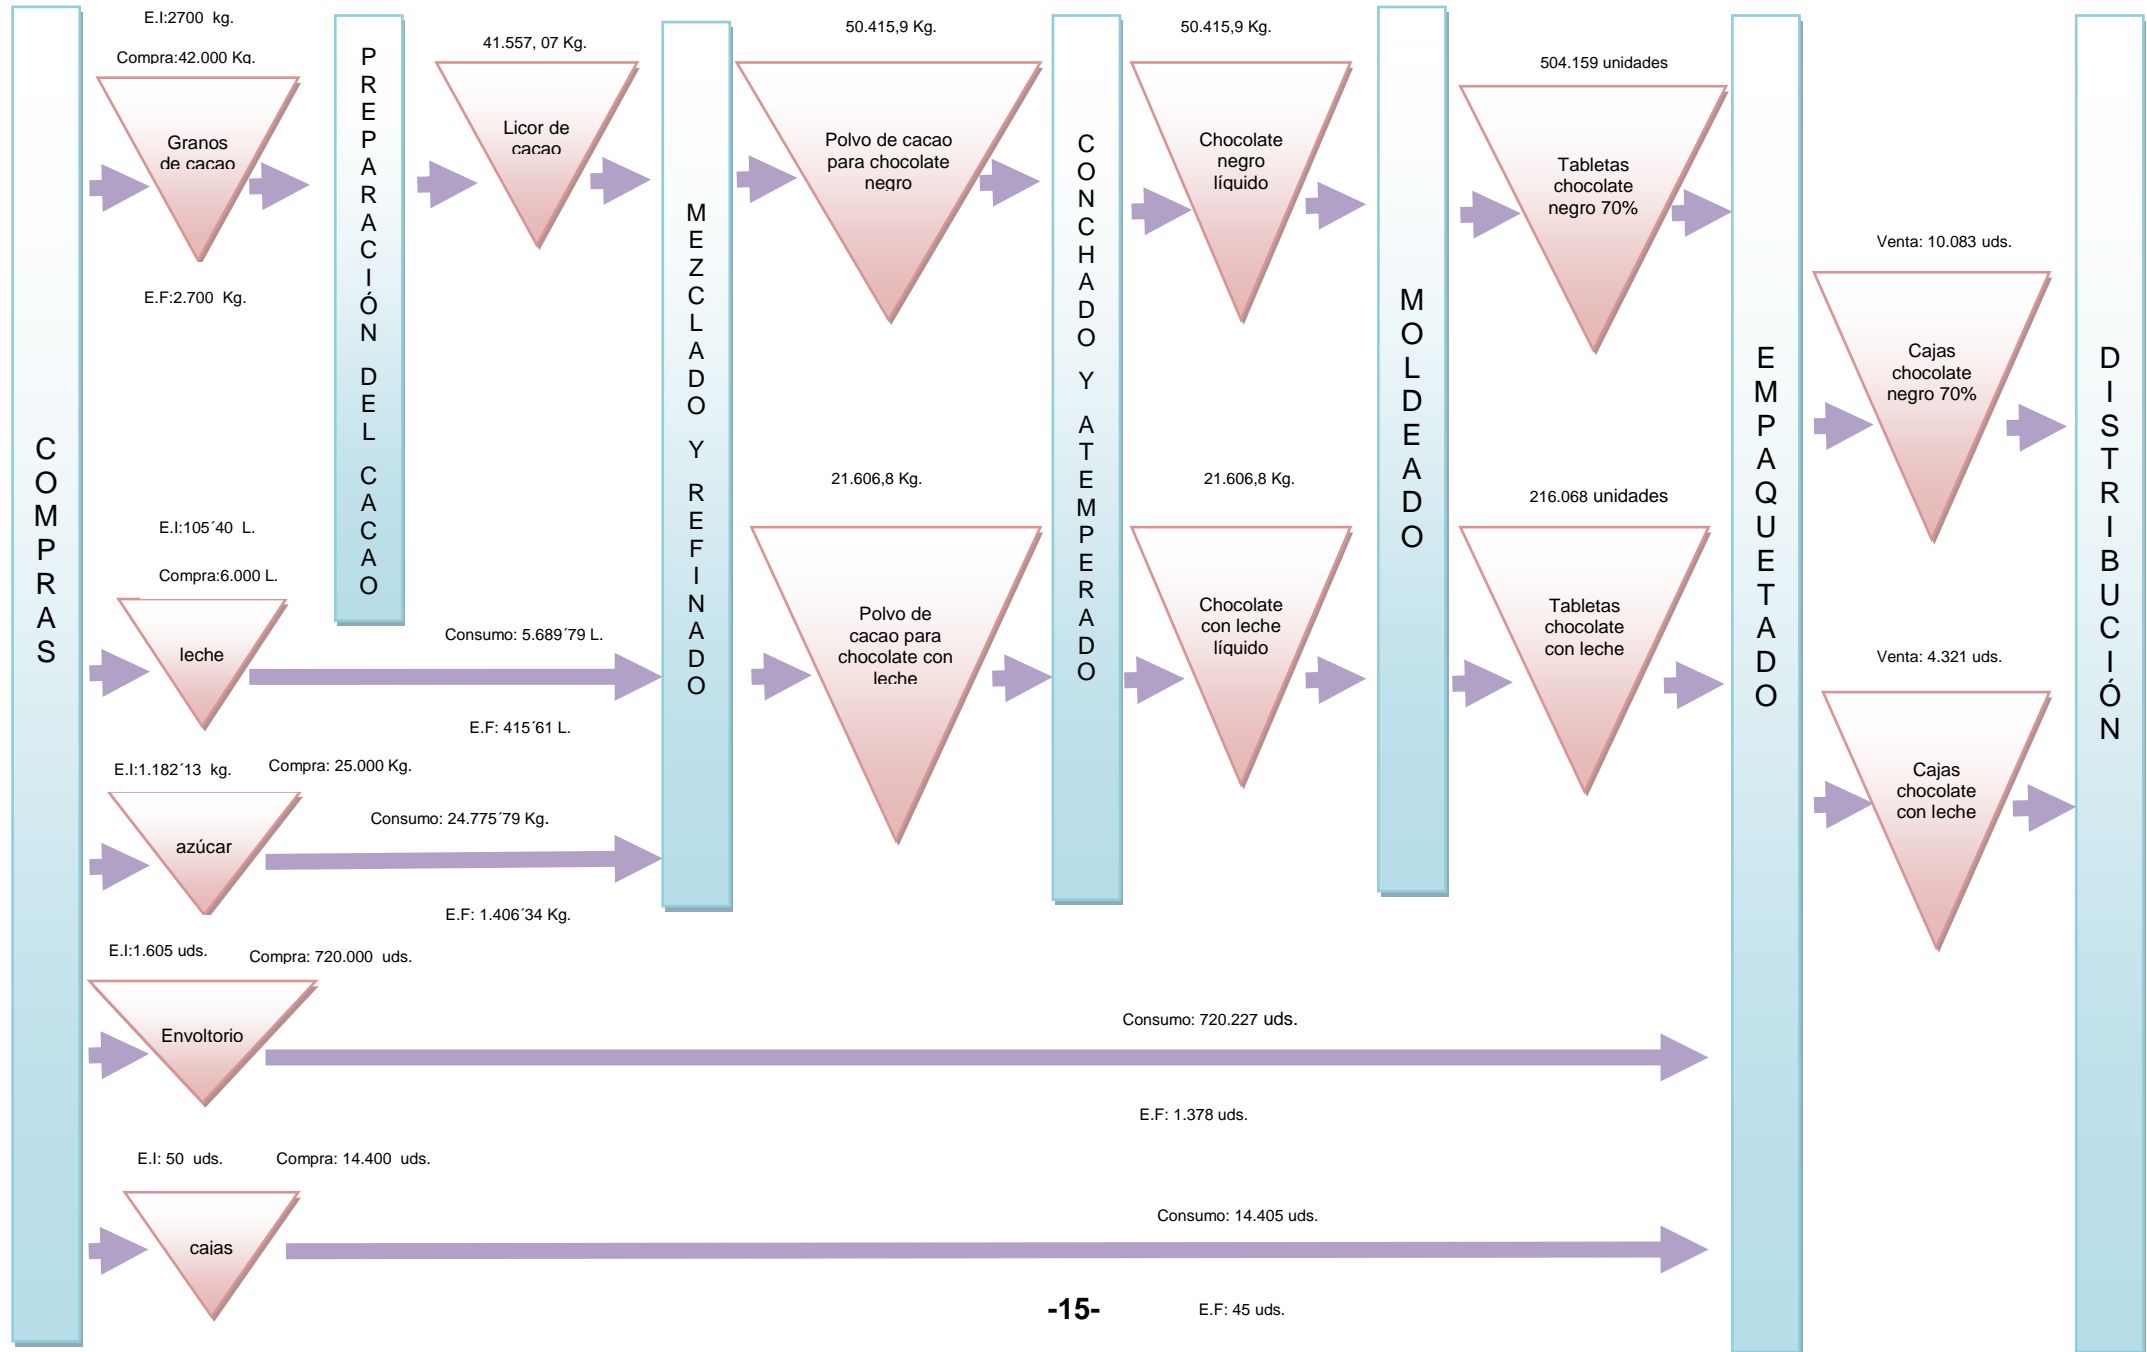 COMPRAS
E.I:2700 kg.
Compra:42.000 Kg.
Granos
de cacao
E.F:2.700 Kg.
E.I:105´40 L.
Compra:6.000 L.
leche
Consumo: 5.689´79 L.
E.F: 415´61 L.
E.I:1.182´13 kg.
Compra: 25.000 Kg.
azúcar
Consumo: 24.775´79 Kg.
E.F: 1.406´34 Kg.
E.I:1.605 uds.
Compra: 720.000 uds.
Envoltorio
Consumo: 720.227 uds.
E.F: 1.378 uds.
E.I: 50 uds.
Compra: 14.400 uds.
cajas
Consumo: 14.405 uds.
E.F: 45 uds.
PREPARACIÓN DEL CACAO
41.557, 07 Kg.
Licor de
cacao
MEZCLADO Y REFINADO
50.415,9 Kg.
Polvo de cacao
para chocolate
negro
21.606,8 Kg.
Polvo de
cacao para
chocolate con
leche
CONCHADO Y ATEMPERADO
50.415,9 Kg.
Chocolate
negro
líquido
21.606,8 Kg.
Chocolate
con leche
líquido
MOLDEADO
504.159 unidades
Tabletas
chocolate
negro 70%
216.068 unidades
Tabletas
chocolate
con leche
EMPAQUETADO
Venta: 10.083 uds.
Cajas
chocolate
negro 70%
Venta: 4.321 uds.
Cajas
chocolate
con leche
DISTRIBUCIÓN
-15-